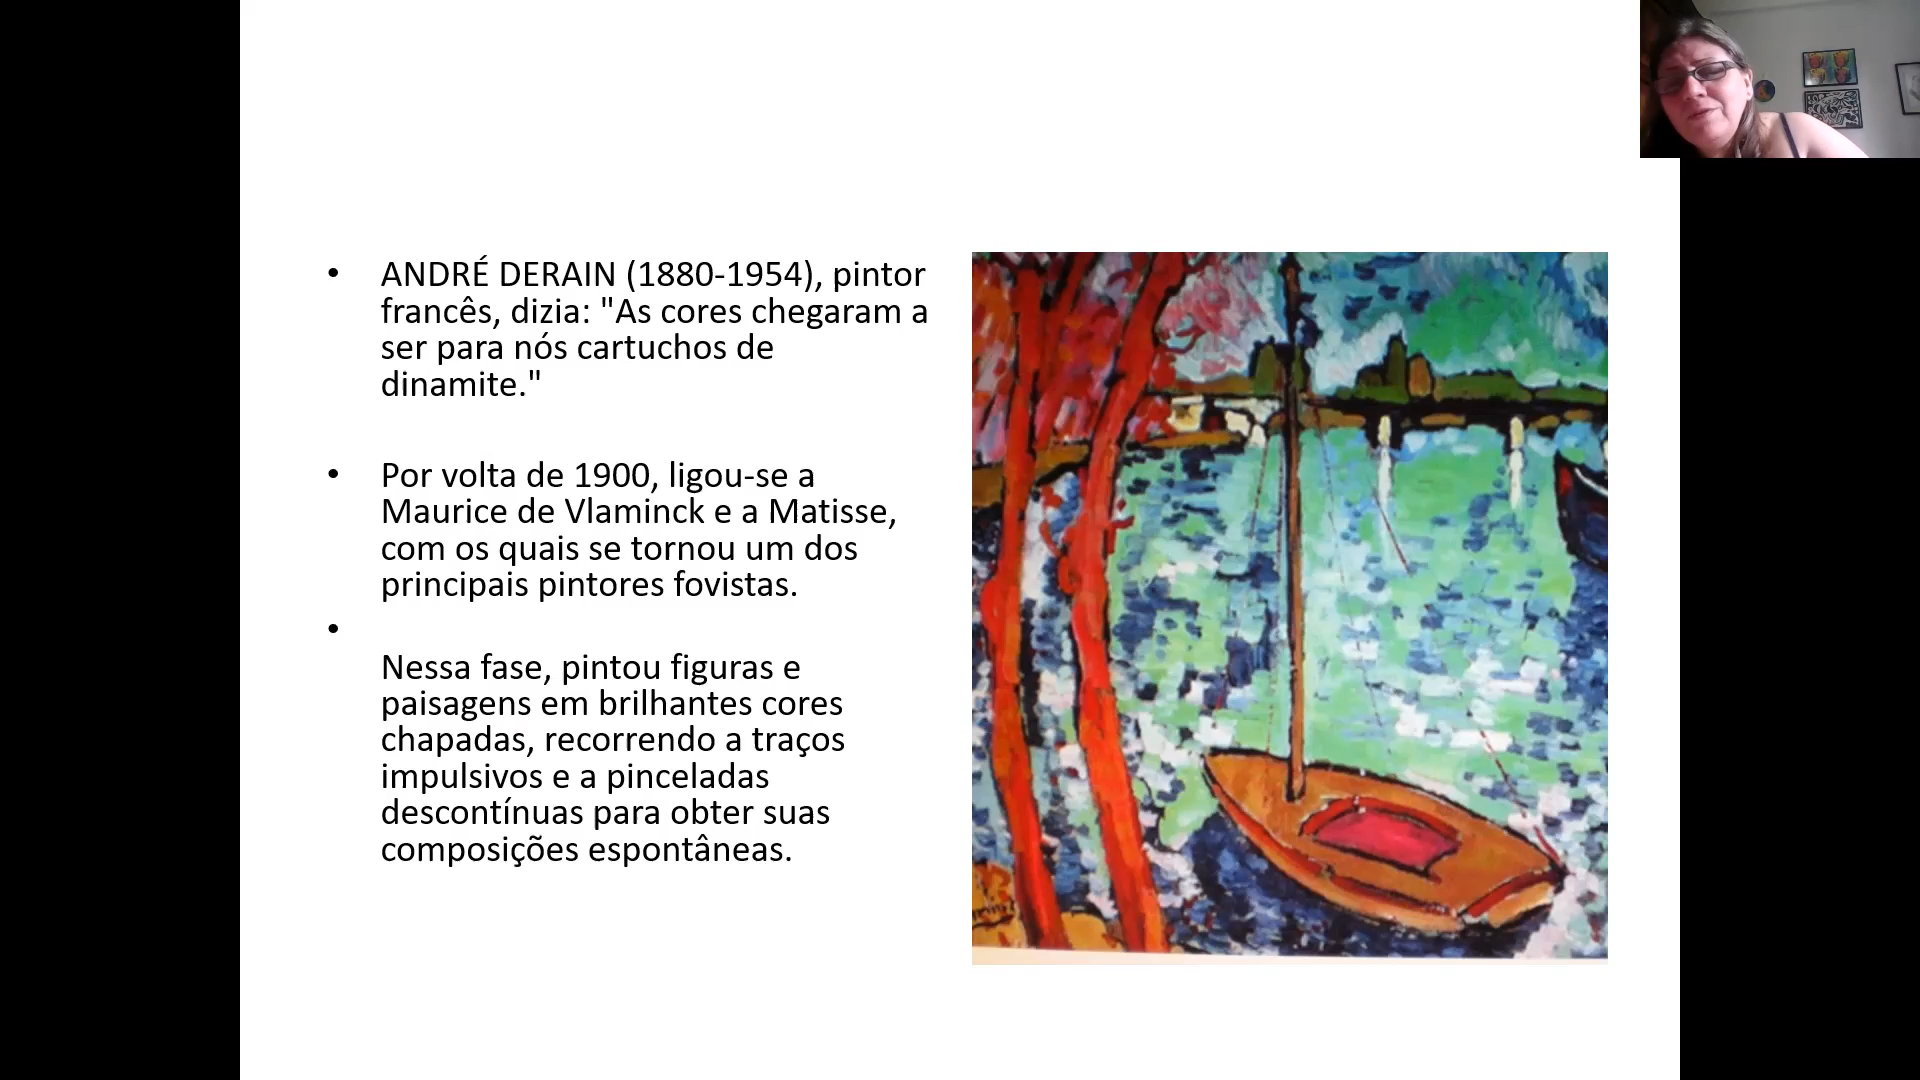 • ANDRÉ DERAIN (1880-1954), pintor
francês, dizia: "As cores chegaram a
ser para nós cartuchos de
dinamite."
• Por volta de 1900, ligou-se a
Maurice de Vlaminck e a Matisse,
com os quais se tornou um dos
principais pintores fovistas.
•
Nessa fase, pintou figuras e
paisagens em brilhantes cores
chapadas, recorrendo a traços
impulsivos e a pinceladas
descontínuas para obter suas
composições espontâneas.